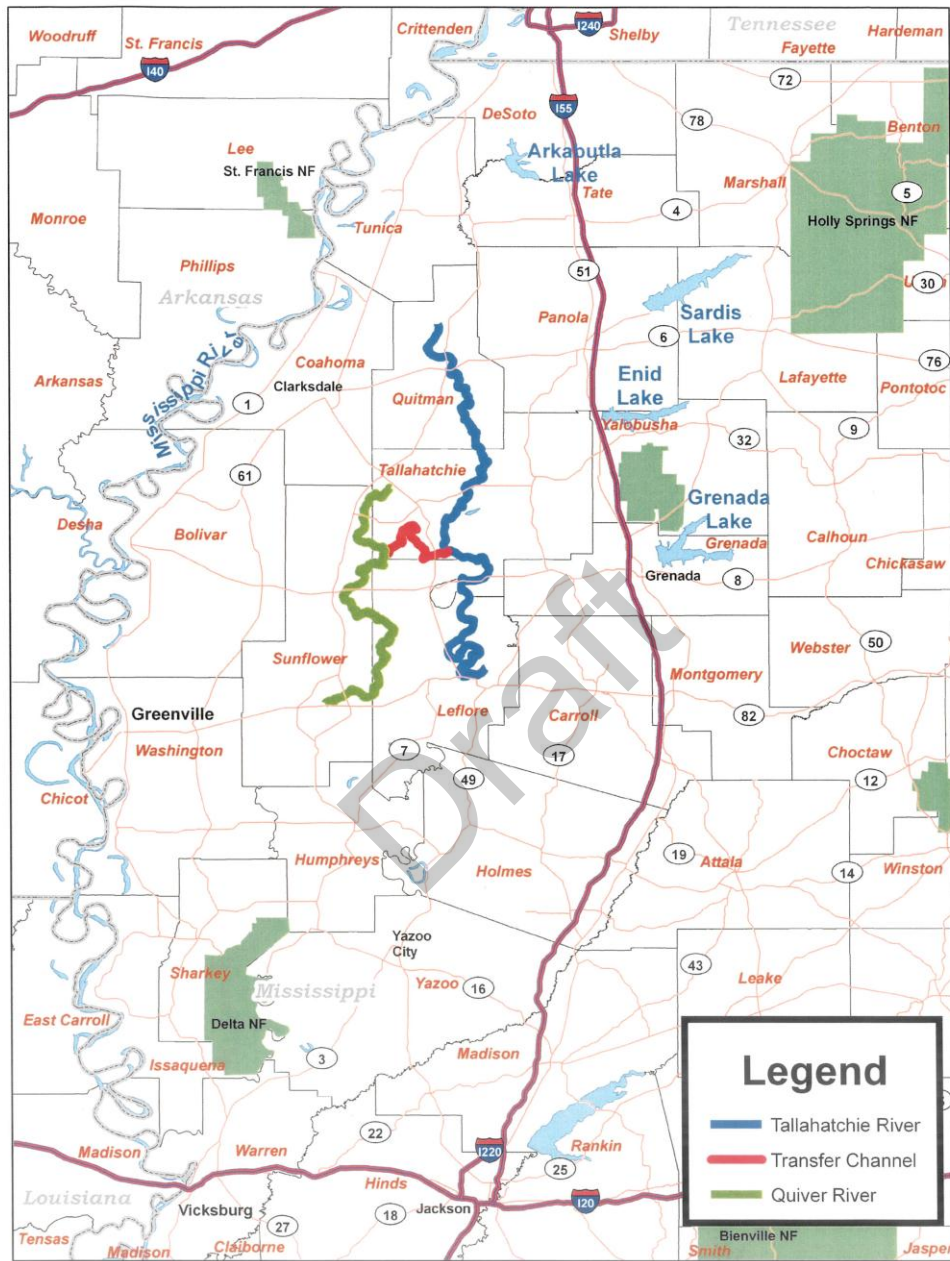 Tennessee
Woodruff
St. Francis
Crittenden
I240
Shelby
Fayette
Hardeman
I40
72
I55
DeSoto
78
Benton
Lee
Arkabutla
Lake
St. Francis NF
Marshall
5
Tate
Monroe
Tunica
4
Holly Springs NF
Phillips
51
30
Arkansas
Panola
Sardis
Lake
6
Mississippi River
Coahoma
Enid
Lake
Lafayette
76
Arkansas
Clarksdale
Quitman
Pontotoc
1
Yalobusha
32
9
61
Tallahatchie
Grenada
Lake
Desha
Bolivar
Grenada
Calhoun
Chickasaw
Grenada
8
Sunflower
Webster
50
Montgomery
Greenville
Leflore
Carroll
82
Washington
7
17
Choctaw
49
12
Chicot
Humphreys
Holmes
19
Attala
14
Winston
Yazoo
City
43
Sharkey
Yazoo
16
Leake
Mississippi
East Carroll
Delta NF
3
Issaquena
Madison
22
Madison
Warren
I220
Rankin
25
Louisiana
Hinds
Vicksburg
18
Jackson
I20
Tensas
27
Madison
Claiborne
Bienville NF
Smith
Jasper
Draft
Legend
Tallahatchie River
Transfer Channel
Quiver River